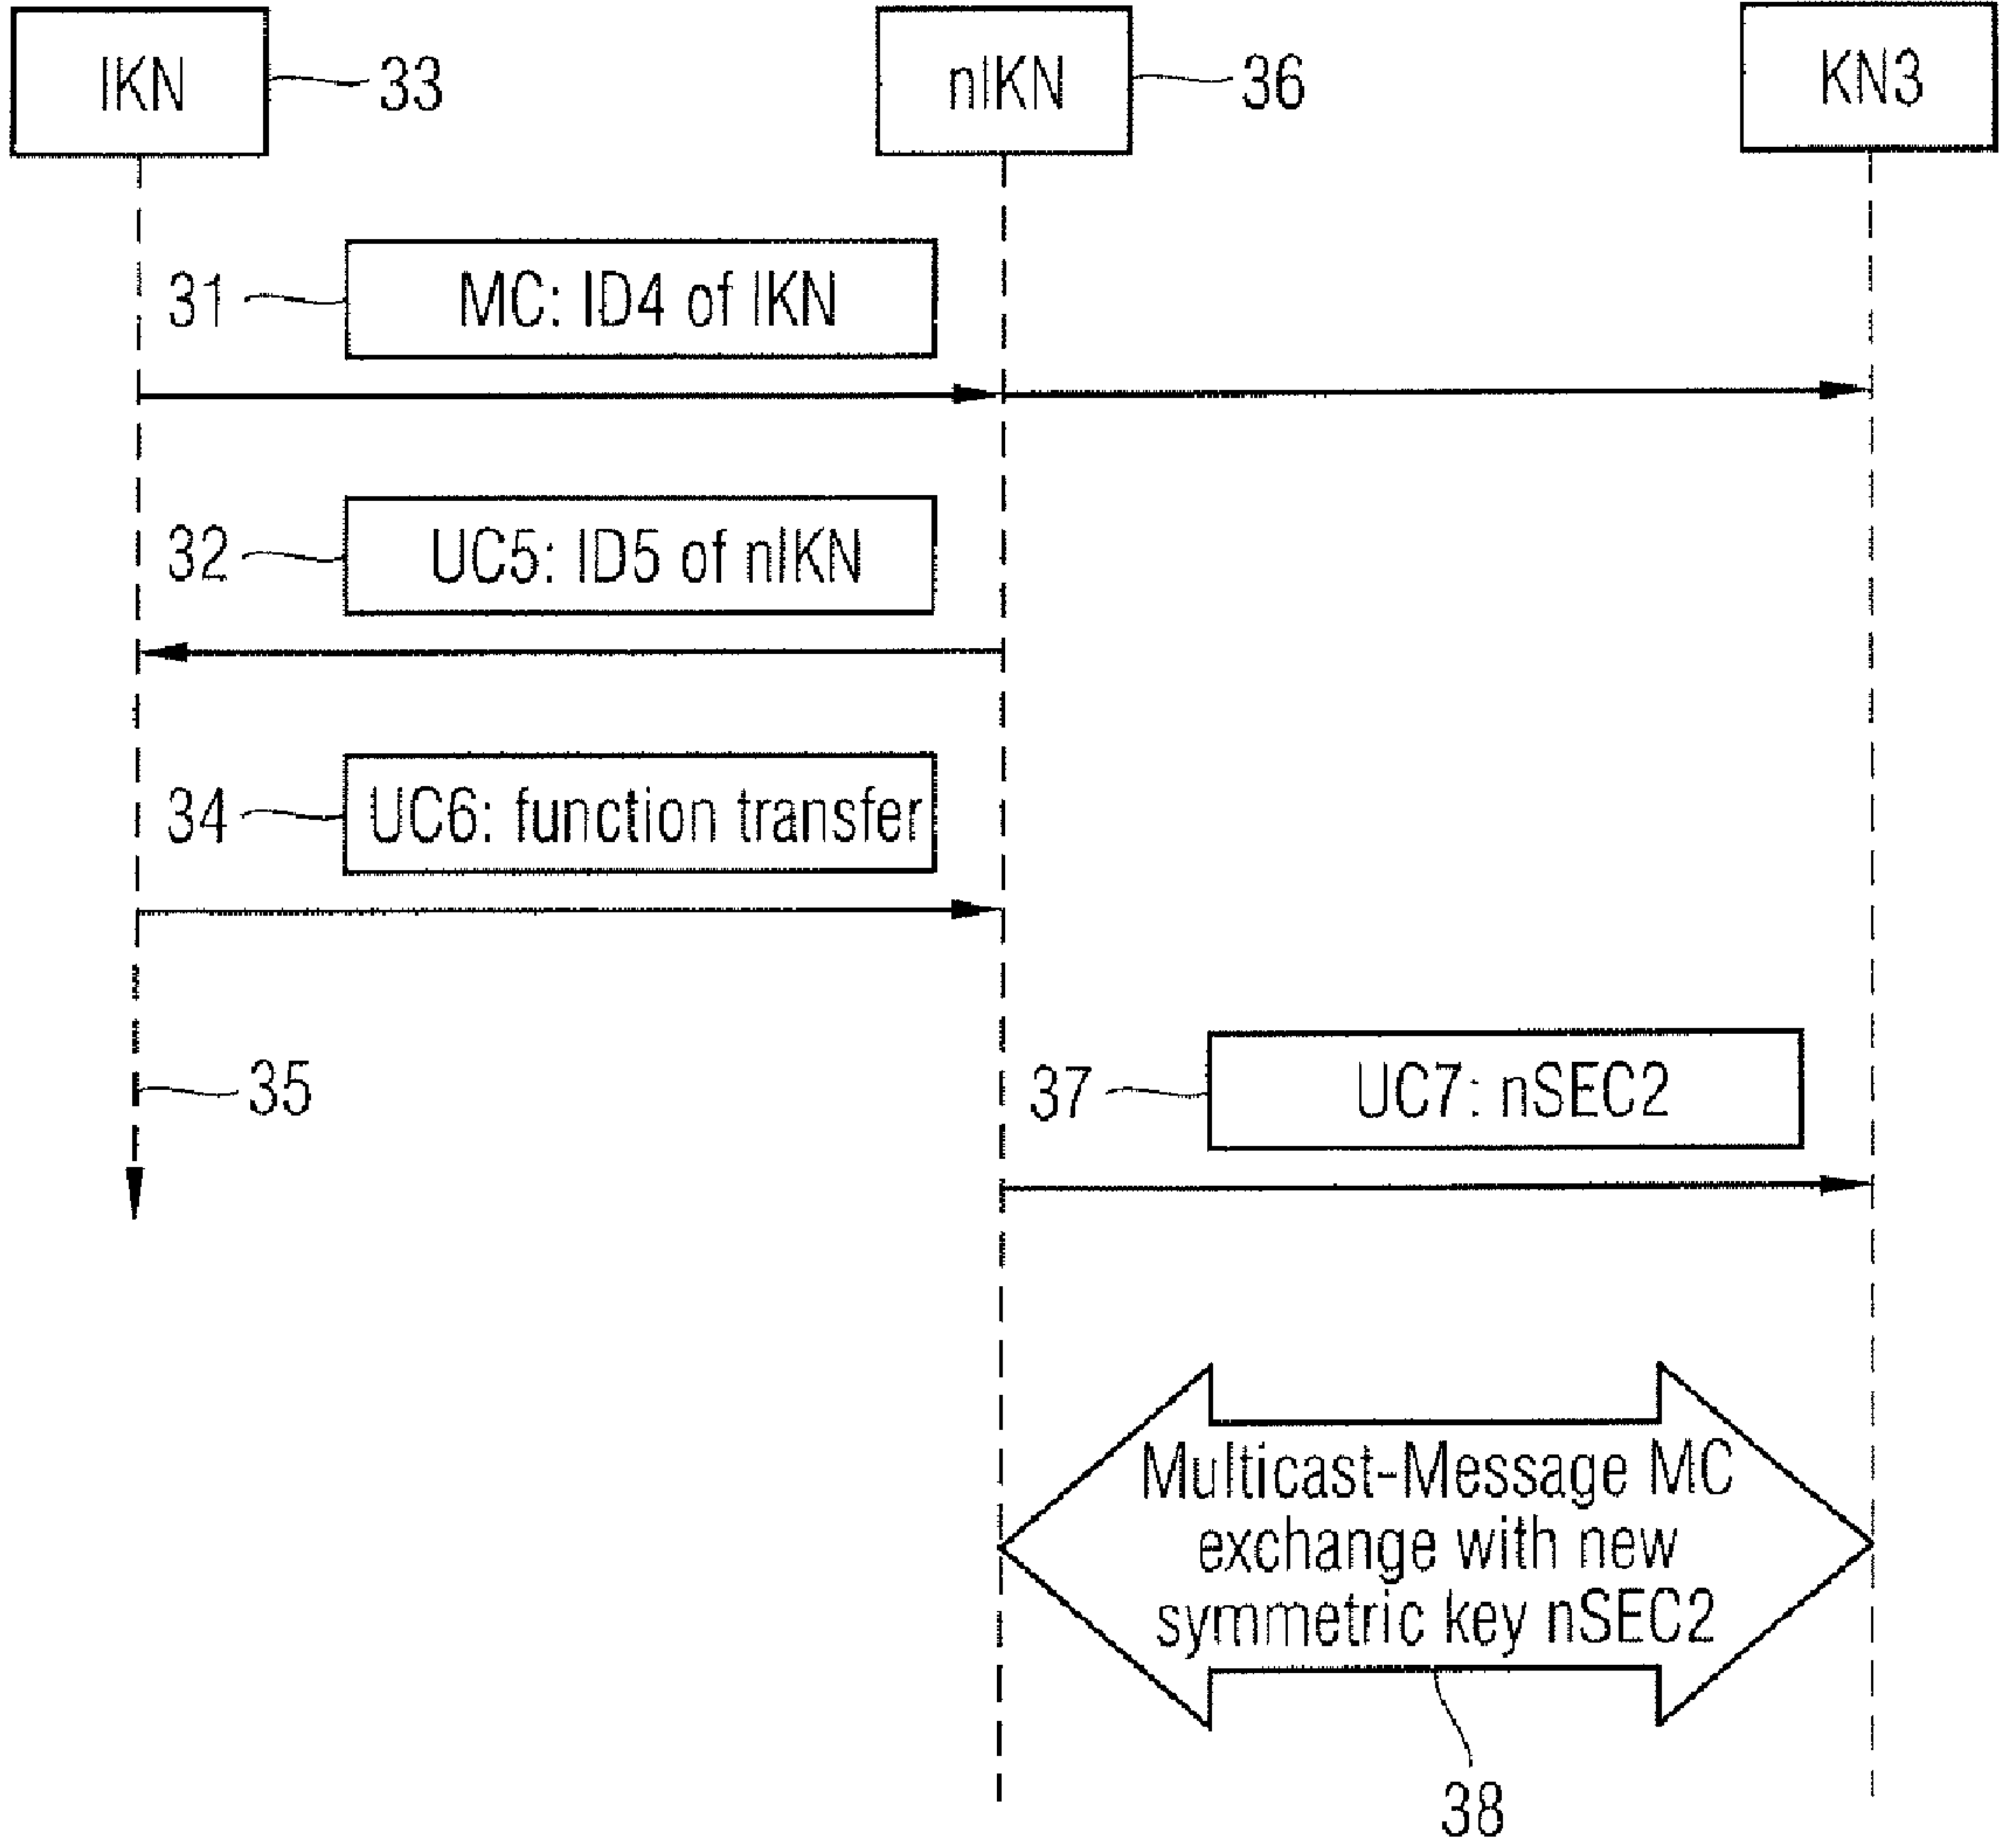 IKN
33
nIKN
36
KN3
31
MC: ID4 of IKN
32
UC5: ID5 of nIKN
34
UC6: function transfer
35
37
UC7: nSEC2
Multicast-Message MC
exchange with new
symmetric key nSEC2
38